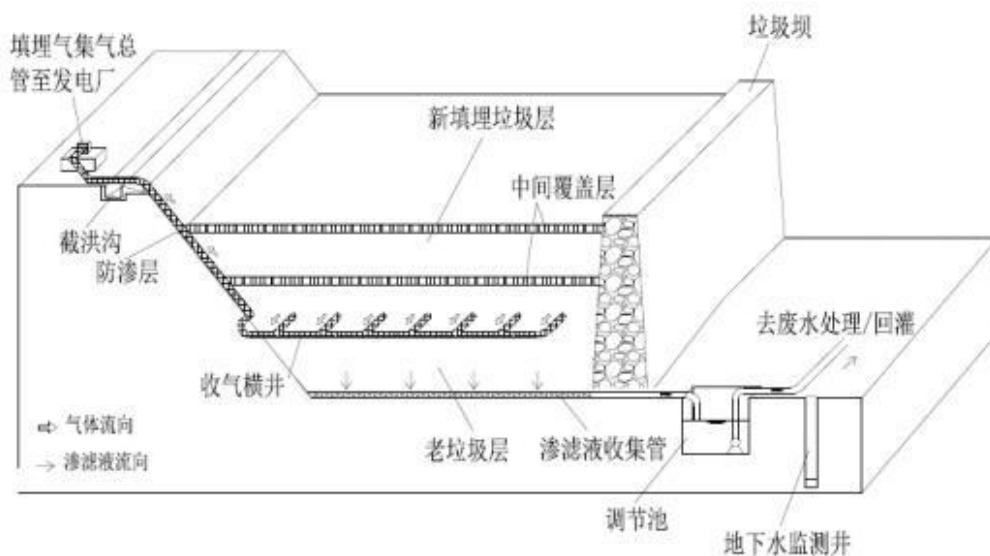 填埋气集气总
管至发电厂
垃圾坝
新填埋垃圾层
中间覆盖层
截洪沟
防渗层
去废水处理/回灌
收气横井
气体流向
渗滤液流向
老垃圾层
渗滤液收集管
调节池
地下水监测井